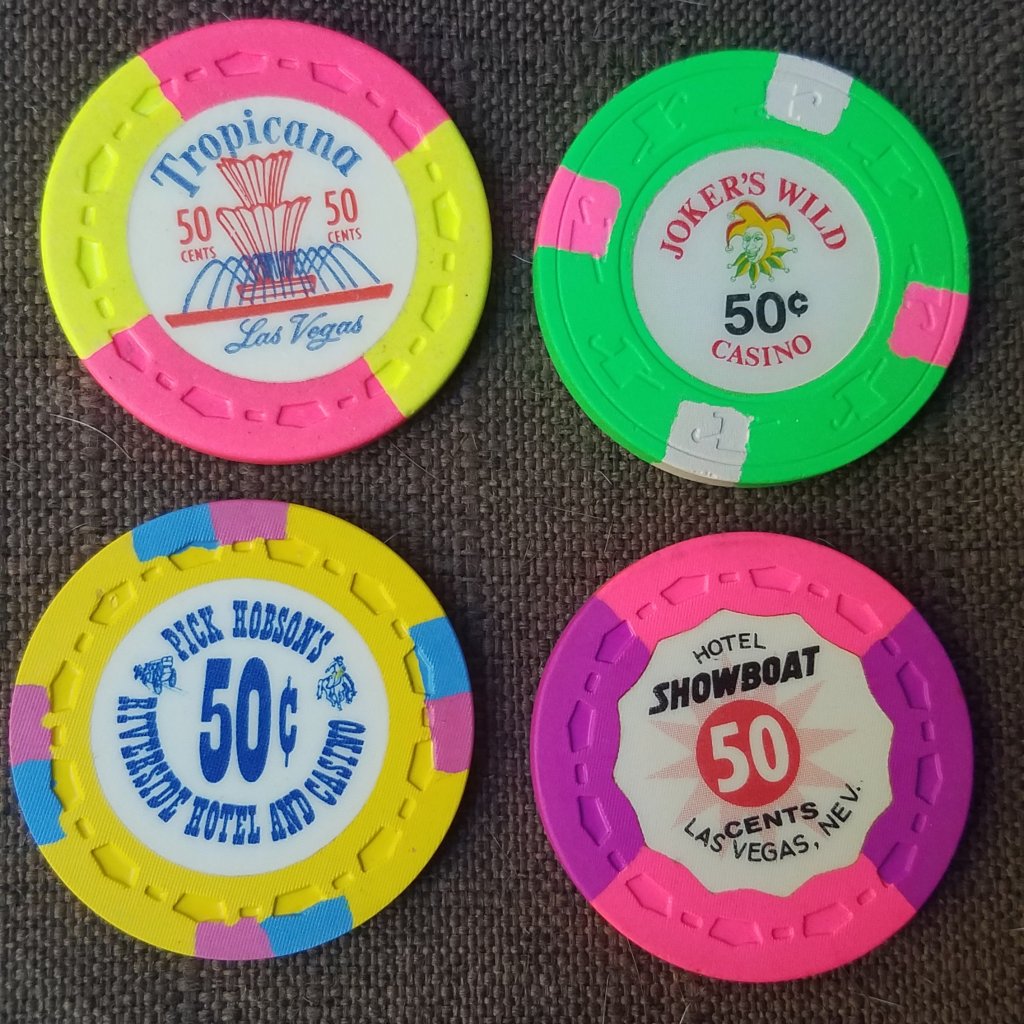 Tropicana
50 CENTS
50 CENTS
Las Vegas
JOKER'S WILD
50¢
CASINO
PICK HOBSON'S
50¢
RIVERSIDE HOTEL AND CASINO
HOTEL
SHOWBOAT
50
CENTS
LAS VEGAS, NEV.